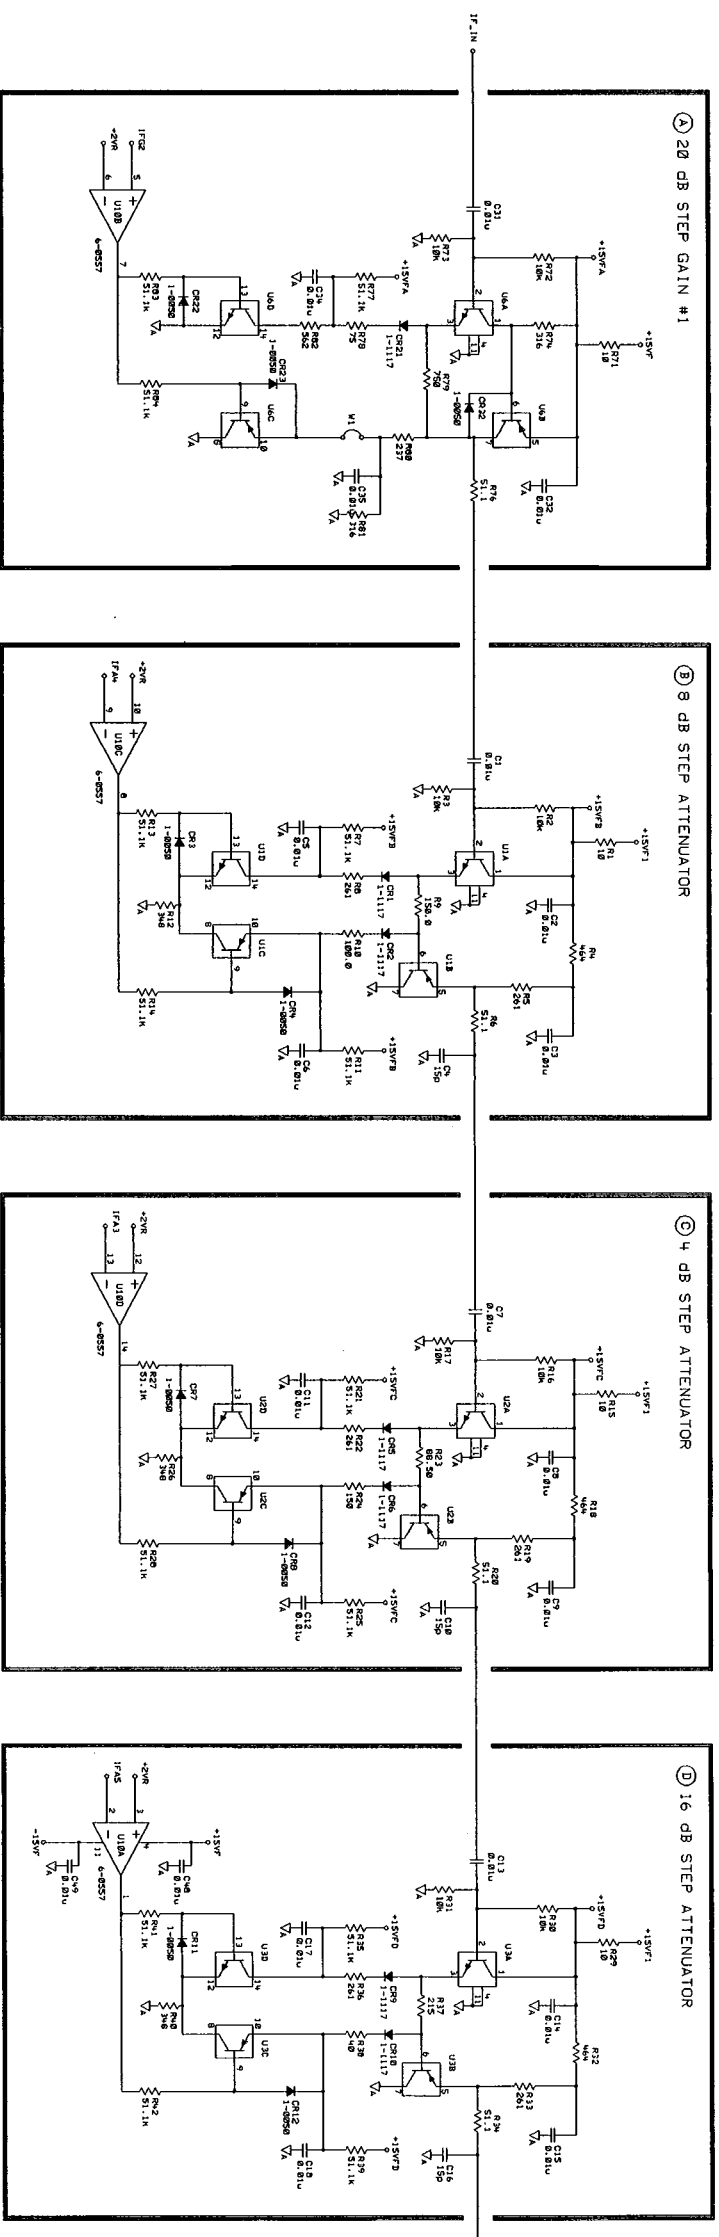 IF_IN
Ⓐ 20 dB STEP GAIN #1
+15VF
R71
10
+15VFA
R72
10K
R74
316
C32
0.01u
C31
0.01u
R73
10K
U6A
U6B
CR32
1-0050
R76
51.1
R79
750
CR21
1-1117
+15VFA
R77
51.1K
R78
75
C34
0.01u
R82
562
R80
237
W1
C35
0.01u
R81
316
U6D
CR22
1-0050
R83
51.1K
CR23
1-0050
U6C
R84
51.1K
IFG2
+2VR
U10B
6-0557
Ⓑ 8 dB STEP ATTENUATOR
+15VF1
R1
10
+15VFB
R2
10K
C2
0.01u
R4
464
R5
261
C3
0.01u
C1
0.01u
R3
10K
U1A
U1B
R6
51.1
C4
15p
R9
150.0
CR1
1-1117
CR2
1-1117
+15VFB
R7
51.1K
R8
261
C5
0.01u
R10
100.0
+15VFB
R11
51.1K
C6
0.01u
U1D
CR3
1-0050
R13
51.1K
R12
348
U1C
CR4
1-0050
R14
51.1K
+2VR
IFA4
U10C
6-0557
Ⓒ 4 dB STEP ATTENUATOR
+15VF1
R15
10
+15VFC
R16
10K
C8
0.01u
R18
464
R19
261
C9
0.01u
C7
0.01u
R17
10K
U2A
U2B
R20
51.1
C10
15p
R23
88.50
CR5
1-1117
CR6
1-1117
+15VFC
R21
51.1K
R22
261
C11
0.01u
R24
150
+15VFC
R25
51.1K
C12
0.01u
U2D
CR7
1-0050
R27
51.1K
R26
348
U2C
CR8
1-0050
R28
51.1K
+2VR
IFA3
U10D
6-0557
Ⓓ 16 dB STEP ATTENUATOR
+15VF1
R29
10
+15VFD
R30
10K
C14
0.01u
R32
464
R33
261
C15
0.01u
C13
0.01u
R31
10K
U3A
U3B
R34
51.1
C16
15p
R37
215
CR9
1-1117
CR10
1-1117
+15VFD
R35
51.1K
R36
261
C17
0.01u
R38
40
+15VFD
R39
51.1K
C18
0.01u
U3D
CR11
1-0050
R41
51.1K
R40
348
U3C
CR12
1-0050
R42
51.1K
+2VR
IFA5
U10A
6-0557
+15VF
C48
0.01u
-15VF
C49
0.01u